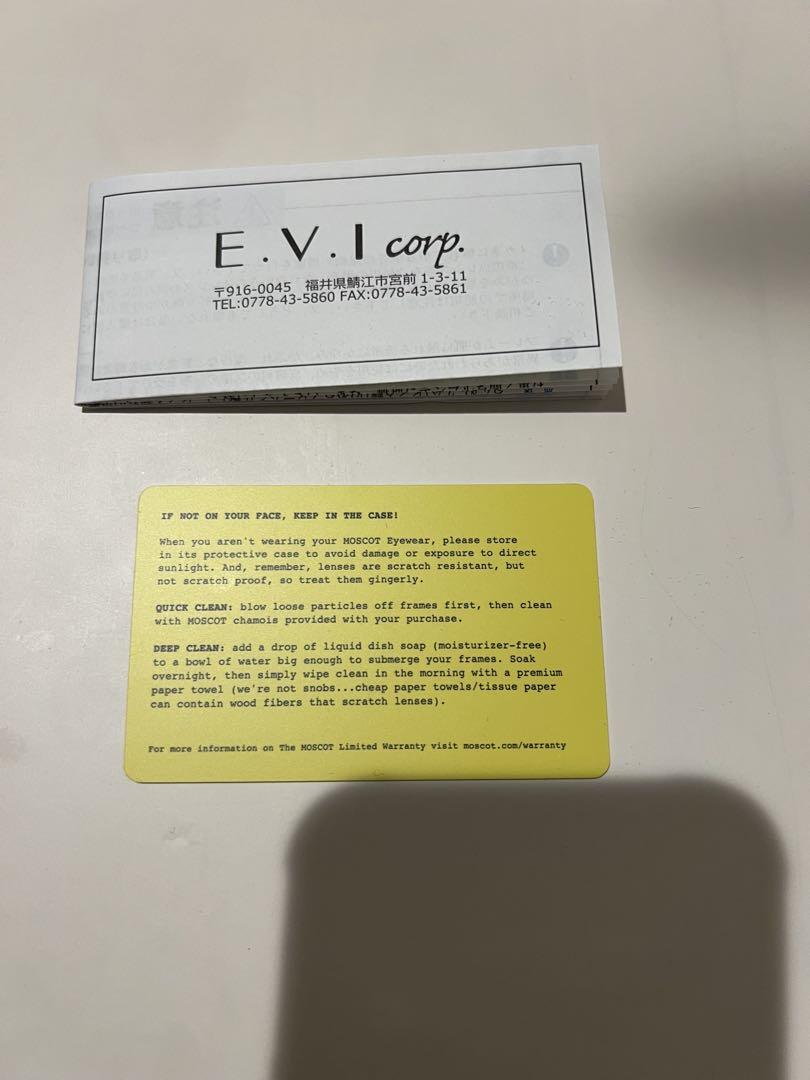 注意
E.V.I corp.
〒916-0045 福井県鯖江市宮前 1-3-11
TEL:0778-43-5860 FAX:0778-43-5861
IF NOT ON YOUR FACE, KEEP IN THE CASE!
When you aren't wearing your MOSCOT Eyewear, please store
in its protective case to avoid damage or exposure to direct
sunlight. And, remember, lenses are scratch resistant, but
not scratch proof, so treat them gingerly.
QUICK CLEAN: blow loose particles off frames first, then clean
with MOSCOT chamois provided with your purchase.
DEEP CLEAN: add a drop of liquid dish soap (moisturizer-free)
to a bowl of water big enough to submerge your frames. Soak
overnight, then simply wipe clean in the morning with a premium
paper towel (we're not snobs...cheap paper towels/tissue paper
can contain wood fibers that scratch lenses).
For more information on The MOSCOT Limited Warranty visit moscot.com/warranty